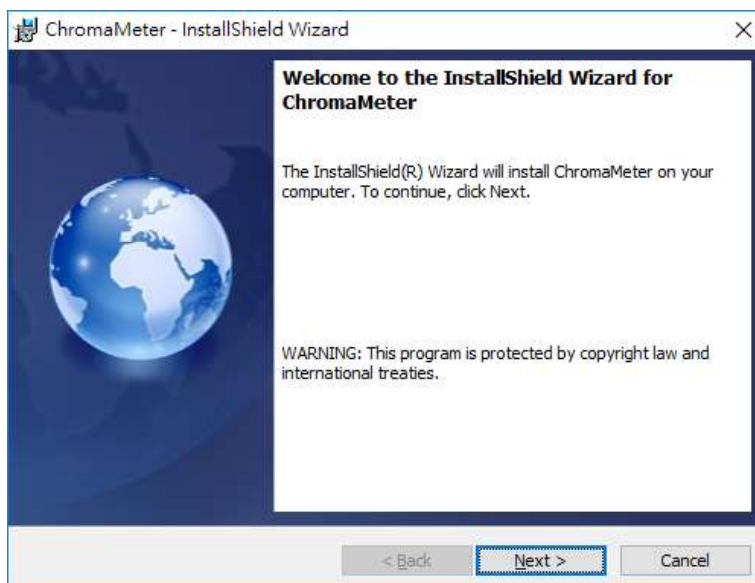 ChromaMeter - InstallShield Wizard
Welcome to the InstallShield Wizard for
ChromaMeter
The InstallShield(R) Wizard will install ChromaMeter on your
computer. To continue, click Next.
WARNING: This program is protected by copyright law and
international treaties.
< Back
Next >
Cancel